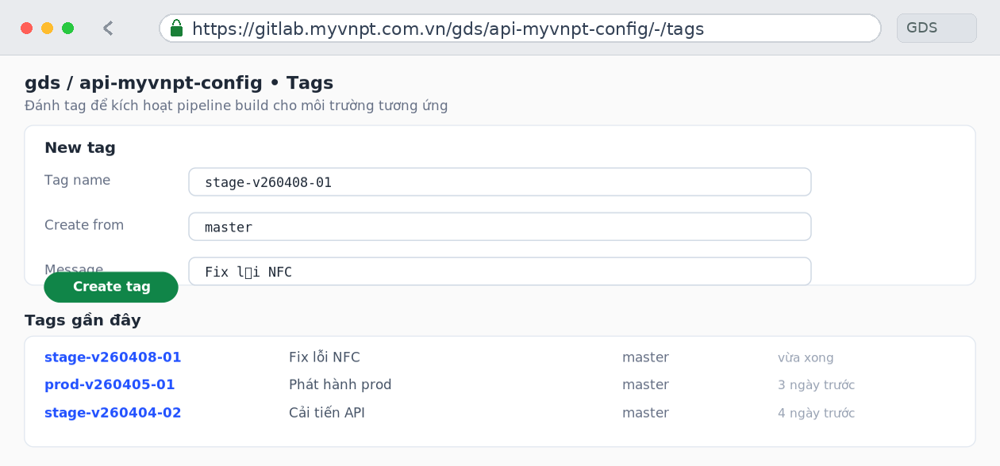 https://gitlab.myvnpt.com.vn/gds/api-myvnpt-config/-/tags
GDS
gds / api-myvnpt-config • Tags
Đánh tag để kích hoạt pipeline build cho môi trường tương ứng
New tag
Tag name
stage-v260408-01
Create from
master
Message
Fix l▯i NFC
Create tag
Tags gần đây
stage-v260408-01 Fix lỗi NFC master vừa xong
prod-v260405-01 Phát hành prod master 3 ngày trước
stage-v260404-02 Cải tiến API master 4 ngày trước